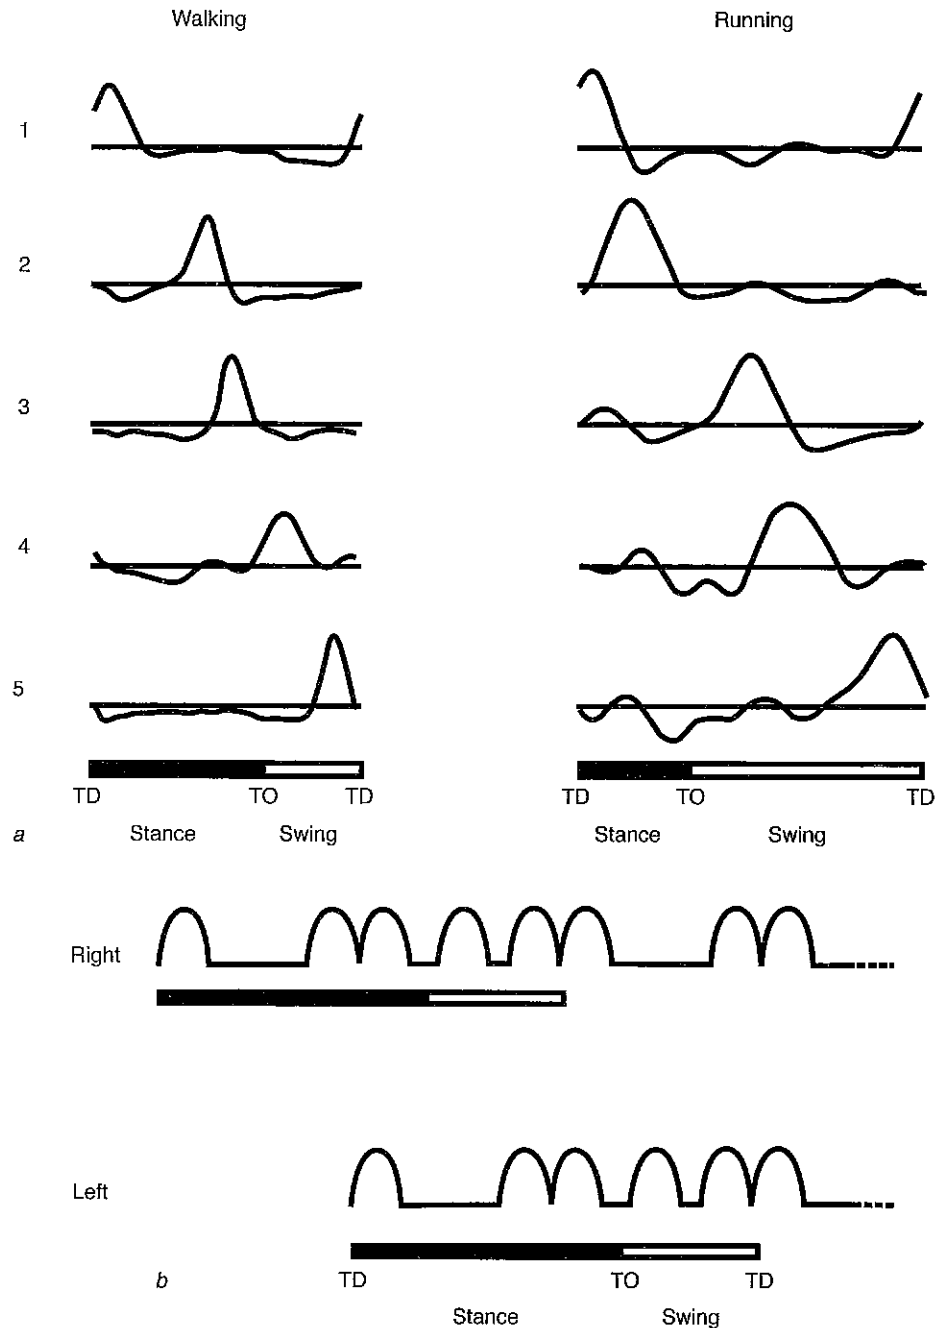 Walking Running
1
2
3
4
5
TD TO TD TD TO TD
a Stance Swing Stance Swing
Right
Left
b TD TO TD
Stance Swing